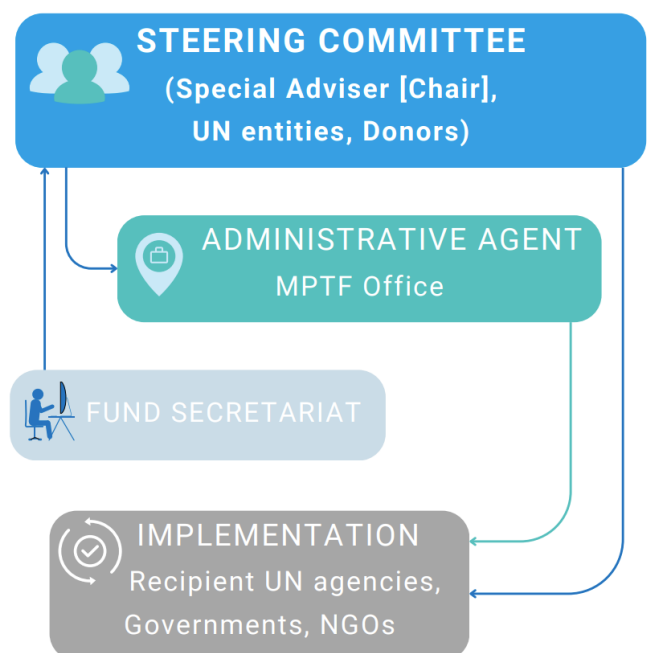 STEERING COMMITTEE
(Special Adviser [Chair],
UN entities, Donors)
ADMINISTRATIVE AGENT
MPTF Office
FUND SECRETARIAT
IMPLEMENTATION
Recipient UN agencies,
Governments, NGOs